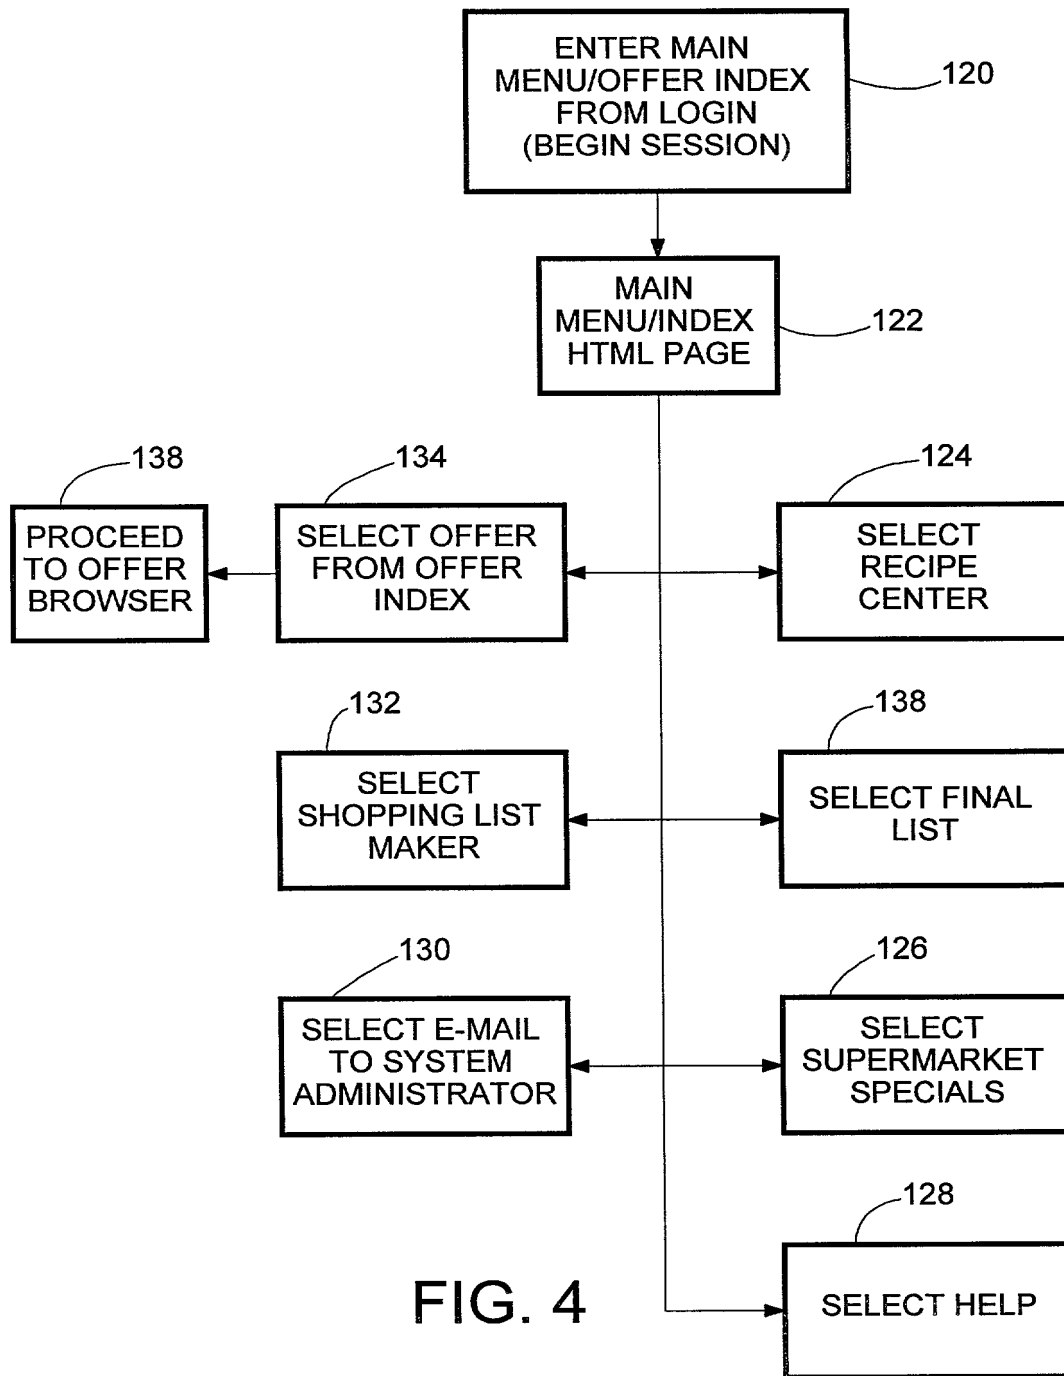 ENTER MAIN
MENU/OFFER INDEX
FROM LOGIN
(BEGIN SESSION)
120
MAIN
MENU/INDEX
HTML PAGE
122
138
PROCEED
TO OFFER
BROWSER
134
SELECT OFFER
FROM OFFER
INDEX
124
SELECT
RECIPE
CENTER
132
SELECT
SHOPPING LIST
MAKER
138
SELECT FINAL
LIST
130
SELECT E-MAIL
TO SYSTEM
ADMINISTRATOR
126
SELECT
SUPERMARKET
SPECIALS
128
SELECT HELP
FIG. 4